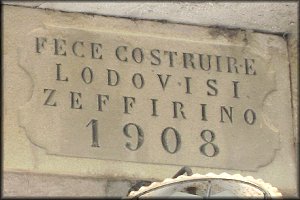 FECE COSTRUIRE
LODOVISI
ZEFFIRINO
1908